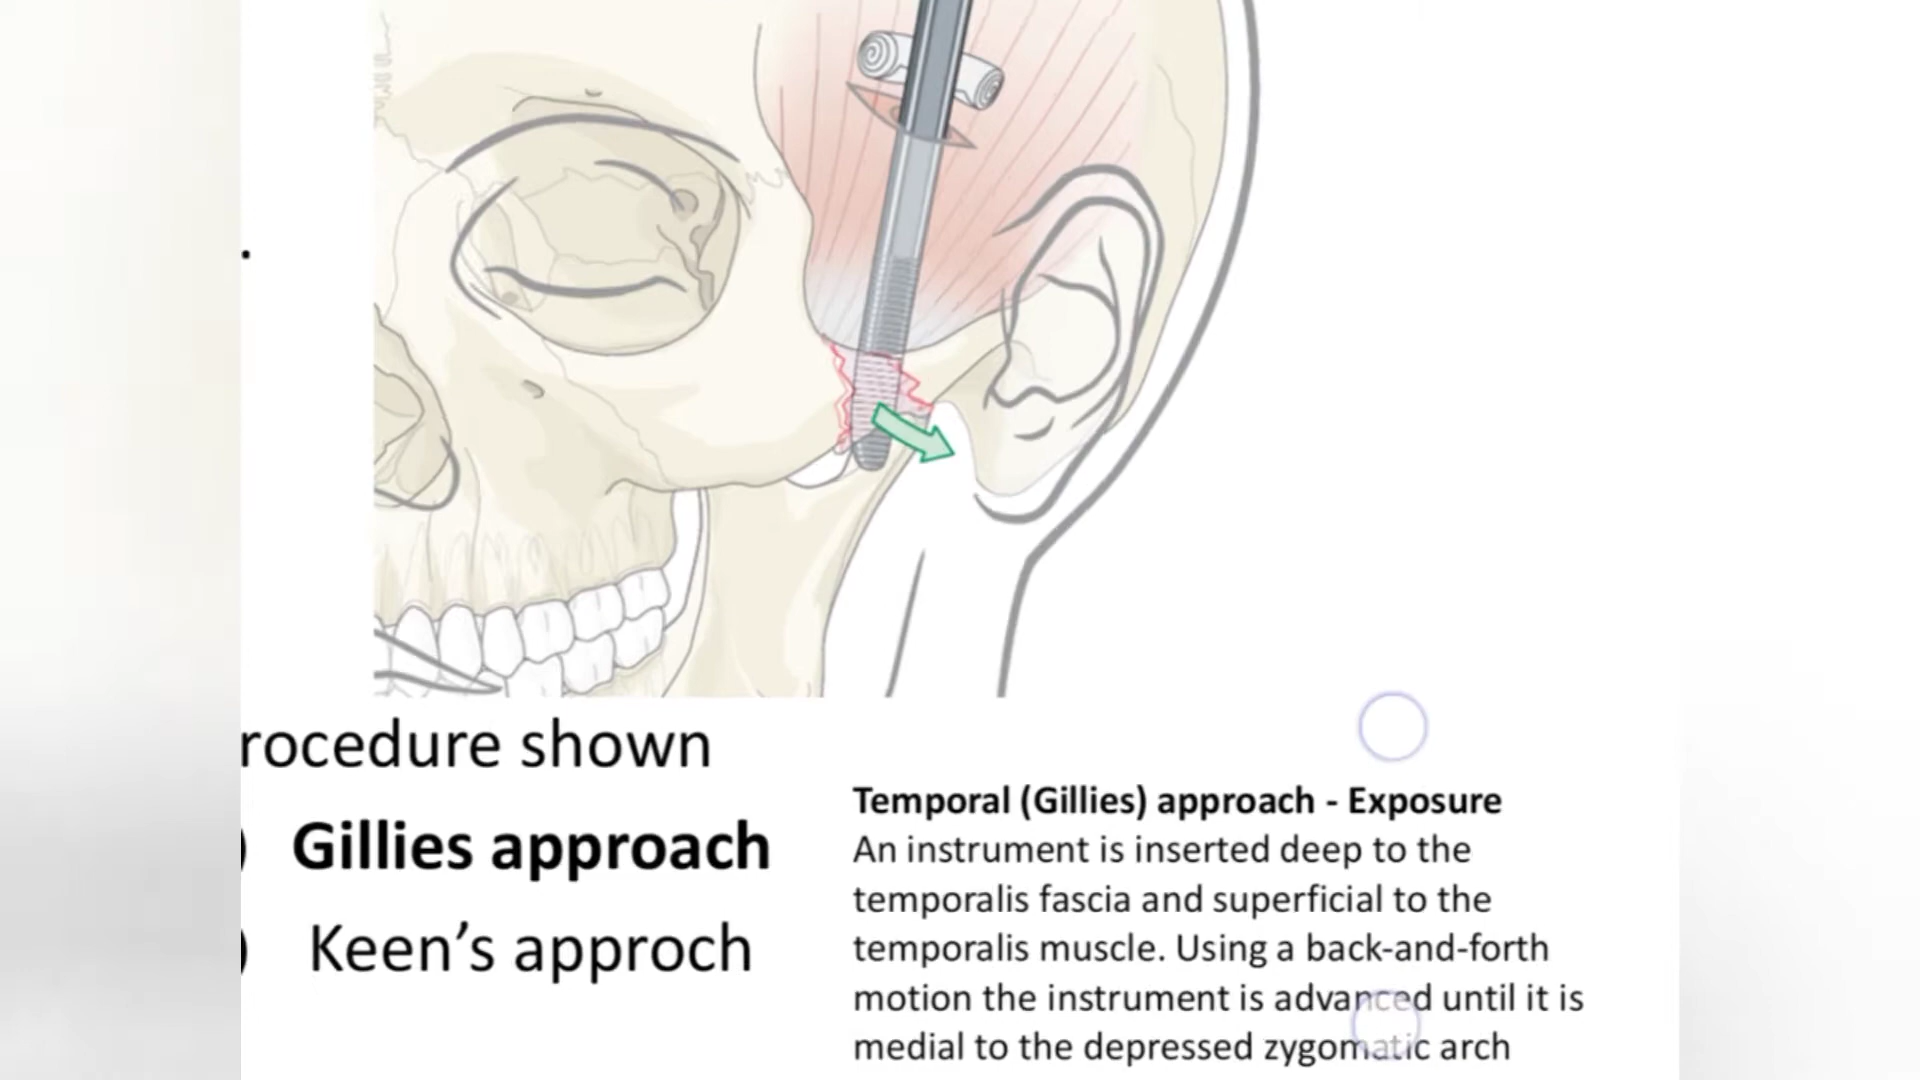 .
rocedure shown
) Gillies approach
) Keen’s approch
Temporal (Gillies) approach - Exposure
An instrument is inserted deep to the
temporalis fascia and superficial to the
temporalis muscle. Using a back-and-forth
motion the instrument is advanced until it is
medial to the depressed zygomatic arch